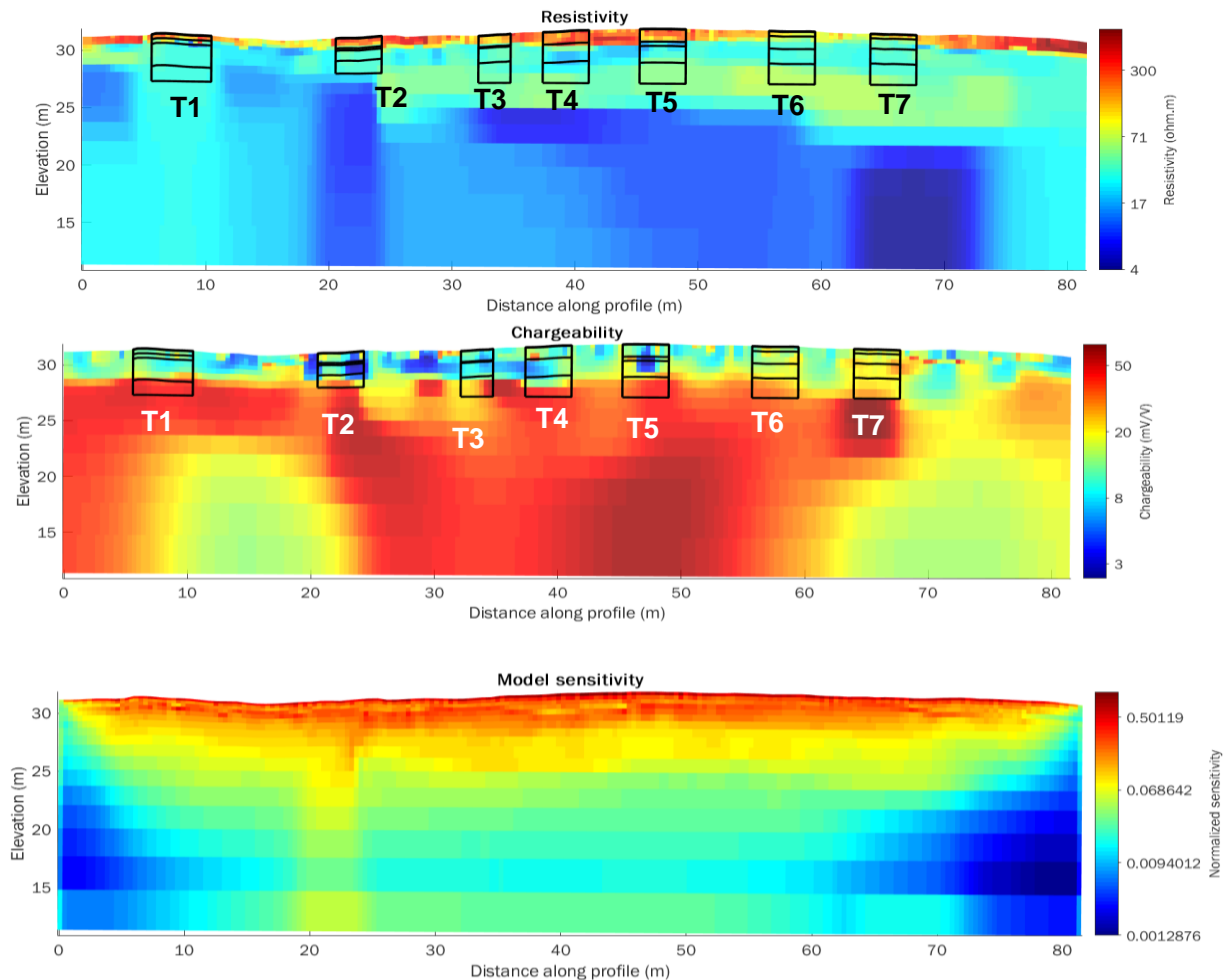 Resistivity
30
25
20
15
Elevation (m)
T1
T2
T3
T4
T5
T6
T7
0
10
20
30
40
50
60
70
80
Distance along profile (m)
300
71
17
4
Resistivity (ohm.m)
Chargeability
30
25
20
15
Elevation (m)
T1
T2
T3
T4
T5
T6
T7
0
10
20
30
40
50
60
70
80
Distance along profile (m)
50
20
8
3
Chargeability (mV/V)
Model sensitivity
30
25
20
15
Elevation (m)
0
10
20
30
40
50
60
70
80
Distance along profile (m)
0.50119
0.068642
0.0094012
0.0012876
Normalized sensitivity